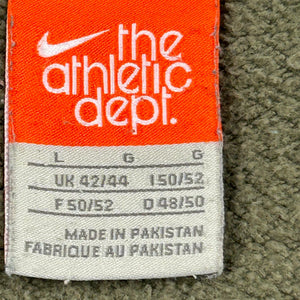 the
athletic
dept.
L G G
UK 42/44 I 50/52
F 50/52 D 48/50
MADE IN PAKISTAN
FABRIQUE AU PAKISTAN